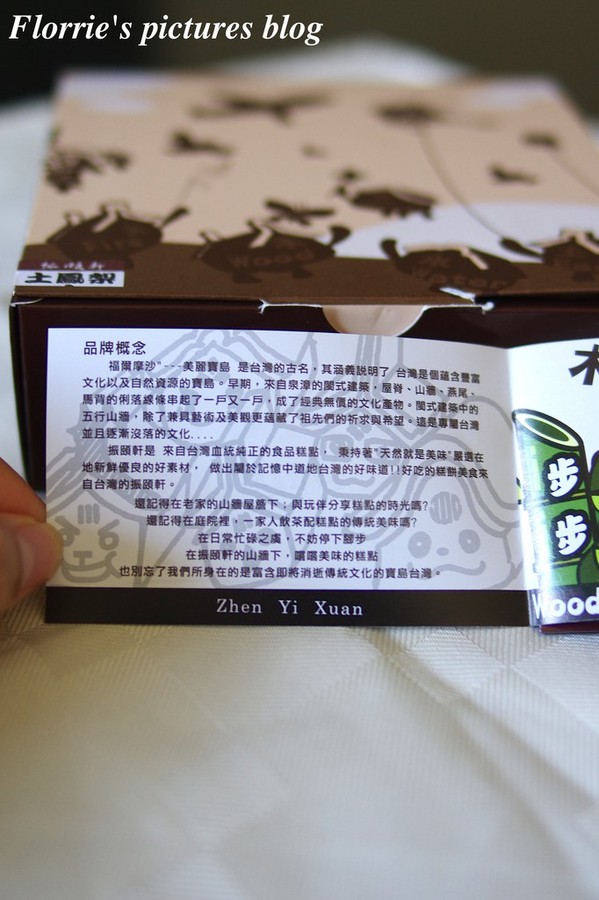 Florrie's pictures blog
Fire
Wood
Water
土鳳梨
品牌概念
福爾摩沙"---美麗寶島 是台灣的古名，其涵義說明了 台灣是個蘊含豐富
文化以及自然資源的寶島。早期，來自泉漳的閩式建築，屋脊、山牆、燕尾、
馬背的俐落線條串起了一戶又一戶，成了經典無價的文化產物。閩式建築中的
五行山牆，除了兼具藝術及美觀更蘊藏了祖先們的祈求與希望。這是專屬台灣
並且逐漸沒落的文化....
振頤軒是 來自台灣血統純正的食品糕點， 秉持著"天然就是美味"嚴選在
地新鮮優良的好素材， 做出屬於記憶中道地台灣的好味道!!好吃的糕餅美食來
自台灣的振頤軒。
還記得在老家的山牆屋簷下；與玩伴分享糕點的時光嗎?
還記得在庭院裡，一家人飲茶配糕點的傳統美味嗎?
在日常忙碌之虞，不妨停下腳步
在振頤軒的山牆下，嚐嚐美味的糕點
也別忘了我們所身在的是富含即將消逝傳統文化的寶島台灣。
Zhen Yi Xuan
木
步
步
Wood